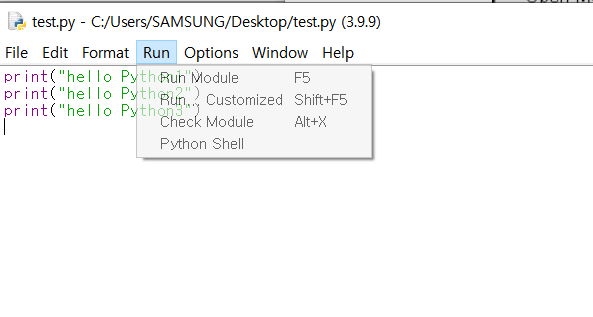 test.py - C:/Users/SAMSUNG/Desktop/test.py (3.9.9)
File Edit Format Run Options Window Help
print("hello Python1")
print("hello Python2")
print("hello Python3")
Run Module F5
Run... Customized Shift+F5
Check Module Alt+X
Python Shell